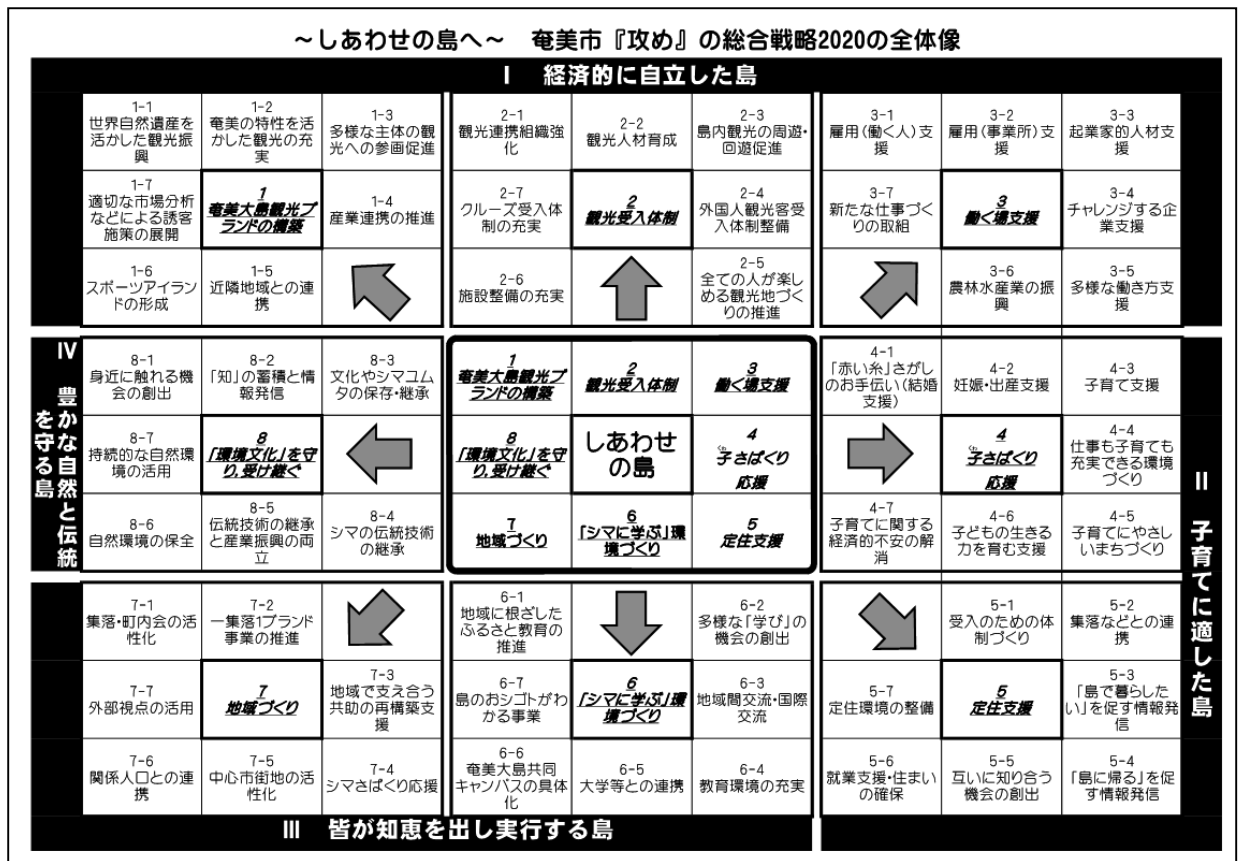 ~しあわせの島へ~　奄美市『攻め』の総合戦略2020の全体像
Ⅰ　経済的に自立した島
1-1
世界自然遺産を
活かした観光振
興
1-2
奄美の特性を活
かした観光の充
実
1-3
多様な主体の観
光への参画促進
1-7
適切な市場分析
などによる誘客
施策の展開
1
奄美大島観光ブ
ランドの構築
1-4
産業連携の推進
1-6
スポーツアイラン
ドの形成
1-5
近隣地域との連
携
2-1
観光連携組織強
化
2-2
観光人材育成
2-3
島内観光の周遊・
回遊促進
2-7
クルーズ受入体
制の充実
2
観光受入体制
2-4
外国人観光客受
入体制整備
2-6
施設整備の充実
2-5
全ての人が楽し
める観光地づく
りの推進
3-1
雇用(働く人)支
援
3-2
雇用(事業所)支
援
3-3
起業家的人材支
援
3-7
新たな仕事づく
りの取組
3
働く場支援
3-4
チャレンジする企
業支援
3-6
農林水産業の振
興
3-5
多様な働き方支
援
Ⅳ　豊かな自然と伝統
を守る島
8-1
身近に触れる機
会の創出
8-2
「知」の蓄積と情
報発信
8-3
文化やシマユム
タの保存・継承
8-7
持続的な自然環
境の活用
8
「環境文化」を守
り,受け継ぐ
8-6
自然環境の保全
8-5
伝統技術の継承
と産業振興の両
立
8-4
シマの伝統技術
の継承
1
奄美大島観光ブ
ランドの構築
2
観光受入体制
3
働く場支援
8
「環境文化」を守
り,受け継ぐ
しあわせ
の島
4
子さばくり
応援
7
地域づくり
6
「シマに学ぶ」環
境づくり
5
定住支援
4-1
「赤い糸」さがし
のお手伝い(結婚
支援)
4-2
妊娠・出産支援
4-3
子育て支援
4
子さばくり
応援
4-4
仕事も子育ても
充実できる環境
づくり
4-7
子育てに関する
経済的不安の解
消
4-6
子どもの生きる
力を育む支援
4-5
子育てにやさし
いまちづくり
Ⅱ　子育てに適した島
7-1
集落・町内会の活
性化
7-2
一集落1ブランド
事業の推進
7-7
外部視点の活用
7
地域づくり
7-3
地域で支え合う
共助の再構築支
援
7-6
関係人口との連
携
7-5
中心市街地の活
性化
7-4
シマさばくり応援
6-1
地域に根ざした
ふるさと教育の
推進
6-2
多様な「学び」の
機会の創出
6-7
島のおシゴトがわ
かる事業
6
「シマに学ぶ」環
境づくり
6-3
地域間交流・国際
交流
6-6
奄美大島共同
キャンパスの具体
化
6-5
大学等との連携
6-4
教育環境の充実
5-1
受入のための体
制づくり
5-2
集落などとの連
携
5-7
定住環境の整備
5
定住支援
5-3
「島で暮らした
い」を促す情報発
信
5-6
就業支援・住まい
の確保
5-5
互いに知り合う
機会の創出
5-4
「島に帰る」を促
す情報発信
Ⅲ　皆が知恵を出し実行する島